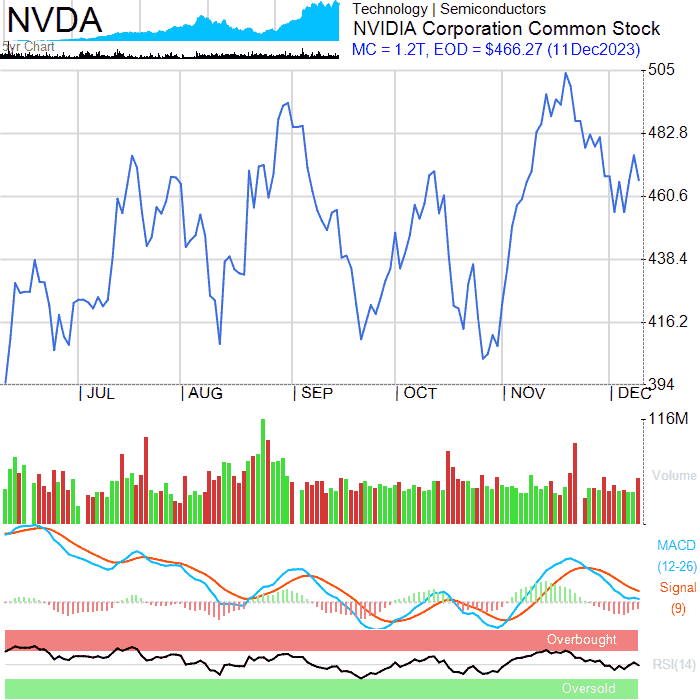 NVDA
5yr Chart
Technology | Semiconductors
NVIDIA Corporation Common Stock
MC = 1.2T, EOD = $466.27 (11Dec2023)
505
482.8
460.6
438.4
416.2
394
JUL
AUG
SEP
OCT
NOV
DEC
116M
Volume
MACD
(12-26)
Signal
(9)
Overbought
RSI(14)
Oversold